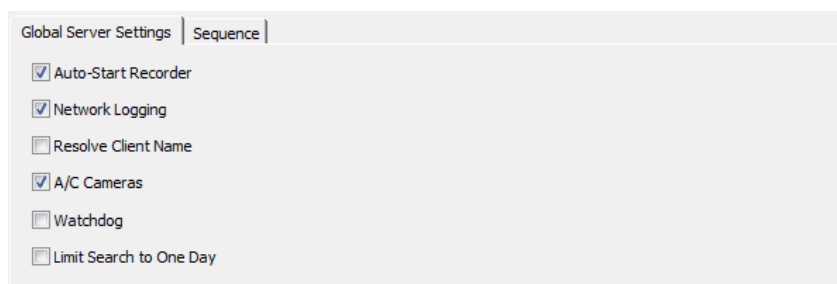 Global Server Settings Sequence
Auto-Start Recorder
Network Logging
Resolve Client Name
A/C Cameras
Watchdog
Limit Search to One Day